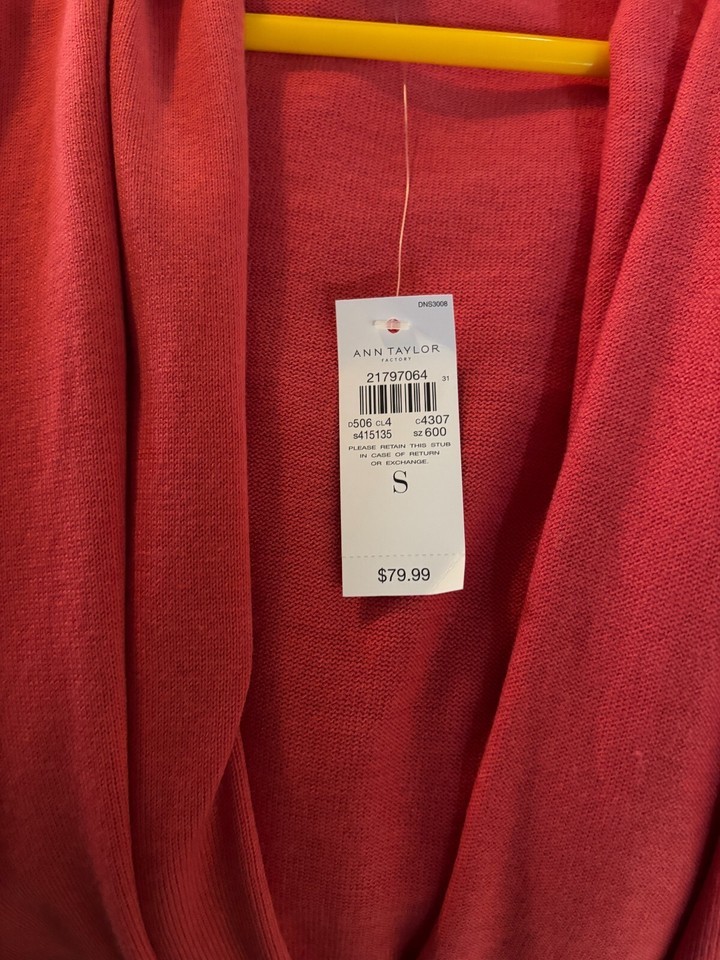 DNS3008
ANN TAYLOR
FACTORY
21797064 31
D506 CL4 C4307
S415135 SZ 600
PLEASE RETAIN THIS STUB
IN CASE OF RETURN
OR EXCHANGE.
S
$79.99